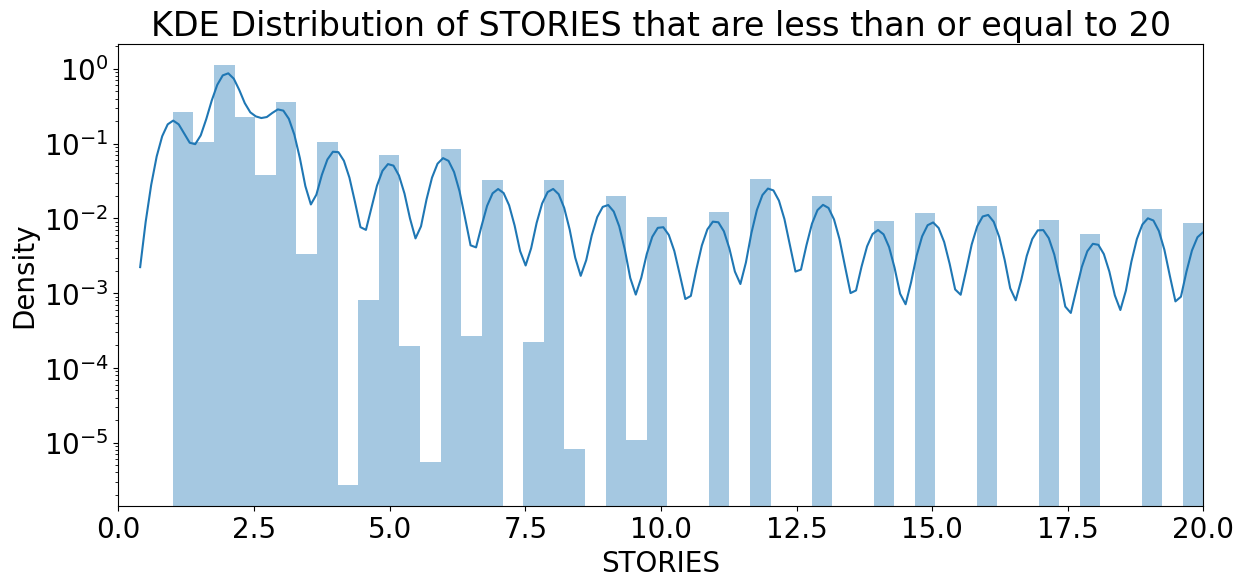 KDE Distribution of STORIES that are less than or equal to 20
10⁰
10⁻¹
10⁻²
10⁻³
10⁻⁴
10⁻⁵
Density
0.0 2.5 5.0 7.5 10.0 12.5 15.0 17.5 20.0
STORIES